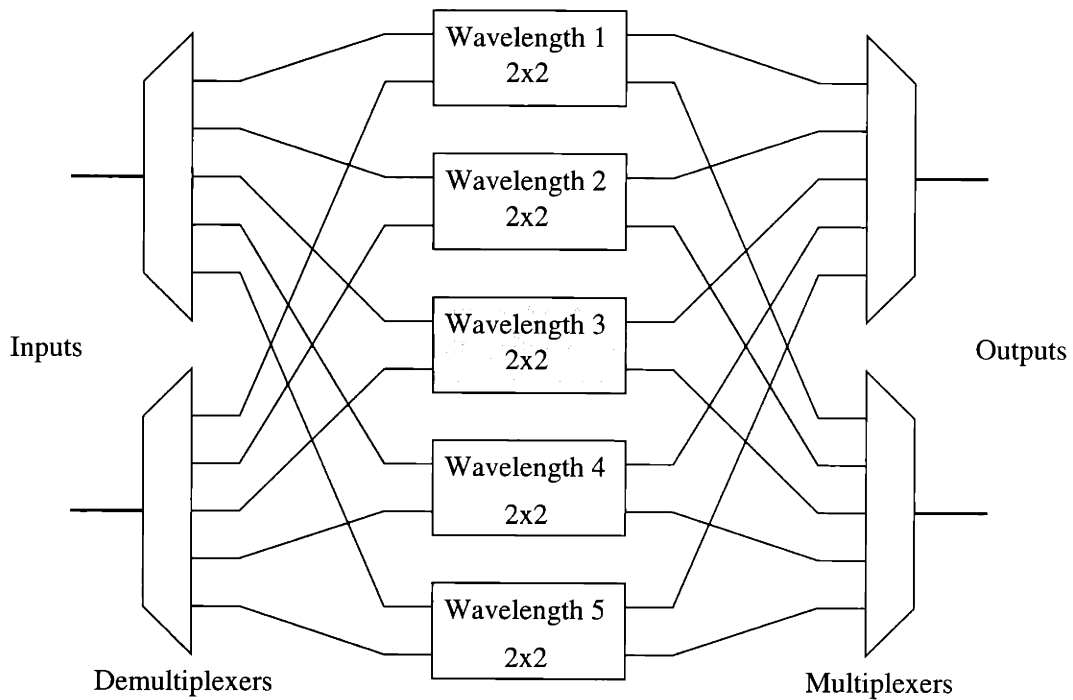 Wavelength 1
2x2
Wavelength 2
2x2
Wavelength 3
2x2
Inputs
Outputs
Wavelength 4
2x2
Wavelength 5
2x2
Demultiplexers
Multiplexers